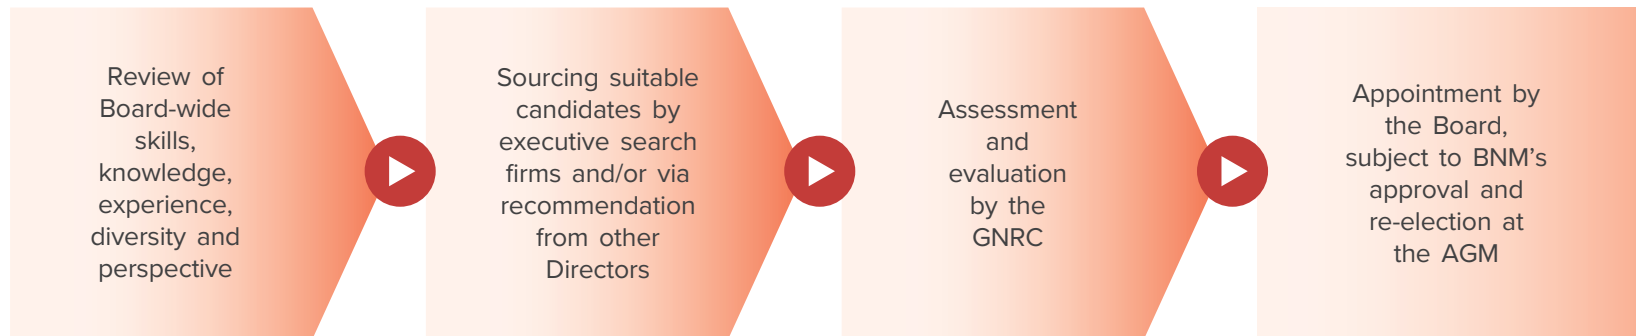 Review of
Board-wide
skills,
knowledge,
experience,
diversity and
perspective
Sourcing suitable
candidates by
executive search
firms and/or via
recommendation
from other
Directors
Assessment
and
evaluation
by the
GNRC
Appointment by
the Board,
subject to BNM’s
approval and
re-election at
the AGM